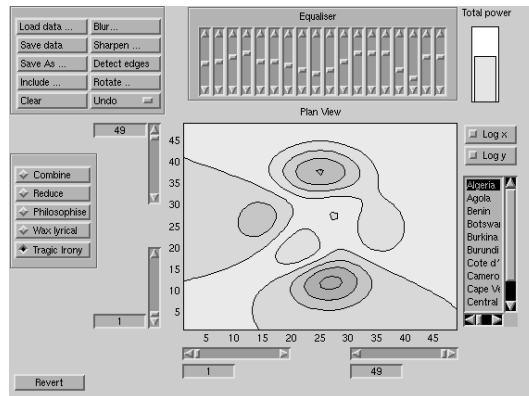 Load data ... Blur...
Save data Sharpen ...
Save As ... Detect edges
Include ... Rotate ..
Clear Undo
Equaliser
Total power
Plan View
49
Log x
Log y
Combine
Reduce
Philosophise
Wax lyrical
Tragic Irony
45
40
35
30
25
20
15
10
5
5 10 15 20 25 30 35 40 45
Algeria
Agola
Benin
Botswa
Burkina
Burundi
Cote d'
Camero
Cape Ve
Central
1
1
49
Revert